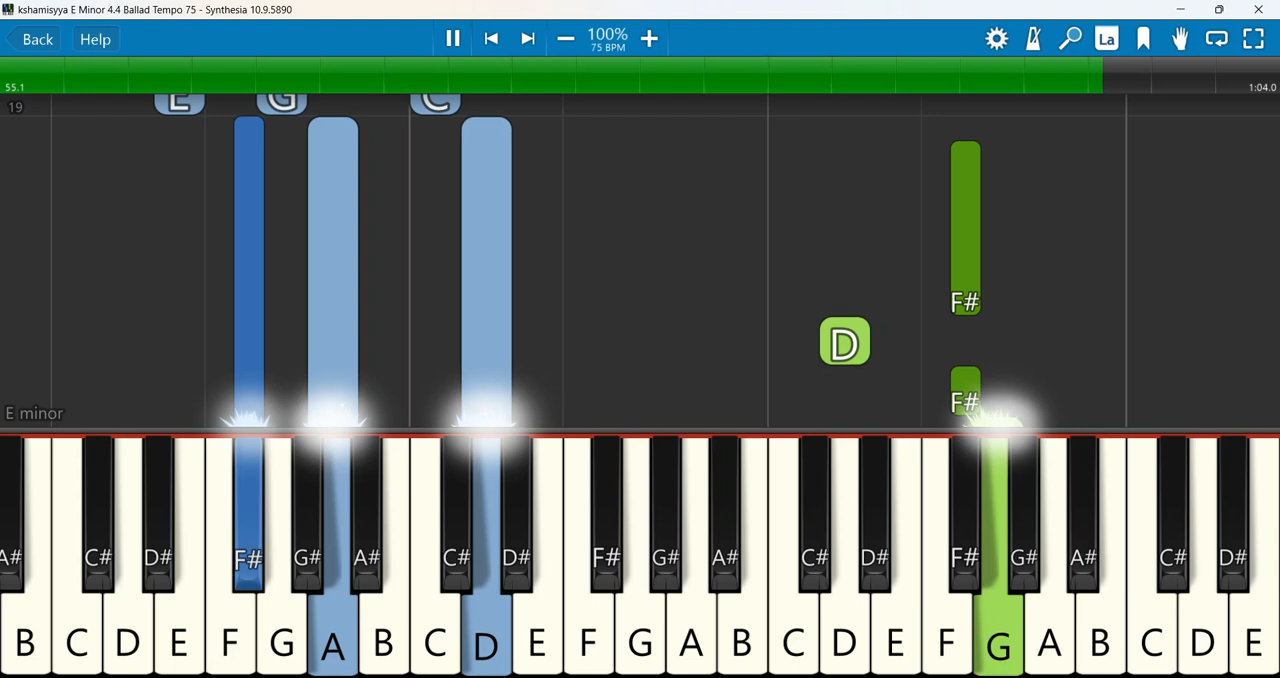 kshamisyya E Minor 4.4 Ballad Tempo 75 - Synthesia 10.9.5890
Back Help 100% La
75 BPM
55.1 1:04.0
19 E G C
F#
D
F#
E minor
A# C# D# F# G# A# C# D# F# G# A# C# D# F# G# A# C# D#
B C D E F G A B C D E F G A B C D E F G A B C D E